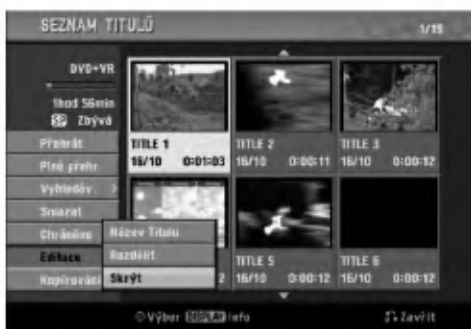 SEZNAM TITULŮ 1/15
DVD+VR
1hod 56min
SP Zbývá
Přehrát
Plné přehr
Vyhledáv >
Smazat
Chráněno
Editace
Kopírování
Název Titulu
Rozdělit
Skrýt
TITLE 1
16/10 0:01:03
TITLE 2
16/10 0:00:11
TITLE 3
16/10 0:00:12
2
TITLE 5
16/10 0:00:12
TITLE 6
16/10 0:00:12
Výber DISPLAY Info Zavřít